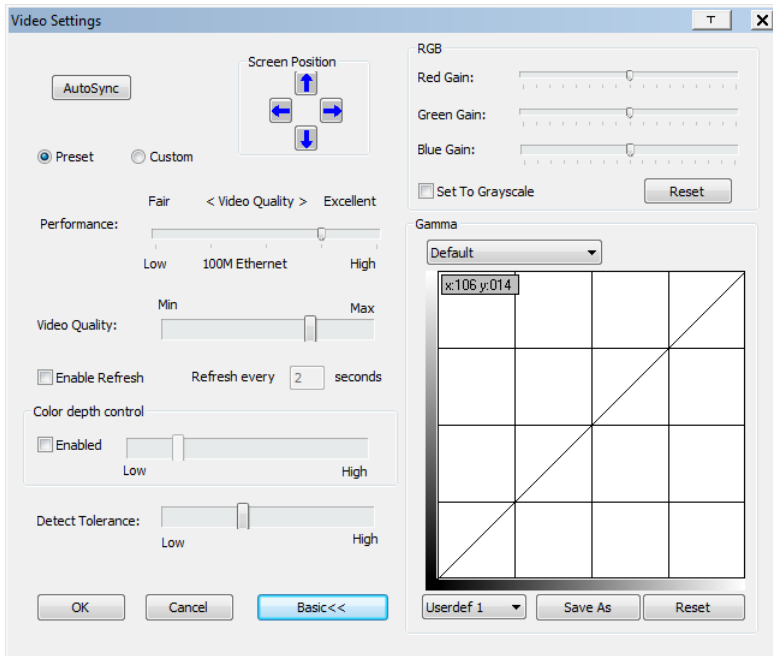 Video Settings
T X
AutoSync
Screen Position
Preset Custom
Fair < Video Quality > Excellent
Performance:
Low 100M Ethernet High
Min Max
Video Quality:
Enable Refresh Refresh every 2 seconds
Color depth control
Enabled
Low High
Detect Tolerance:
Low High
OK Cancel Basic<<
RGB
Red Gain:
Green Gain:
Blue Gain:
Set To Grayscale Reset
Gamma
Default
x:106 y:014
Userdef 1 Save As Reset